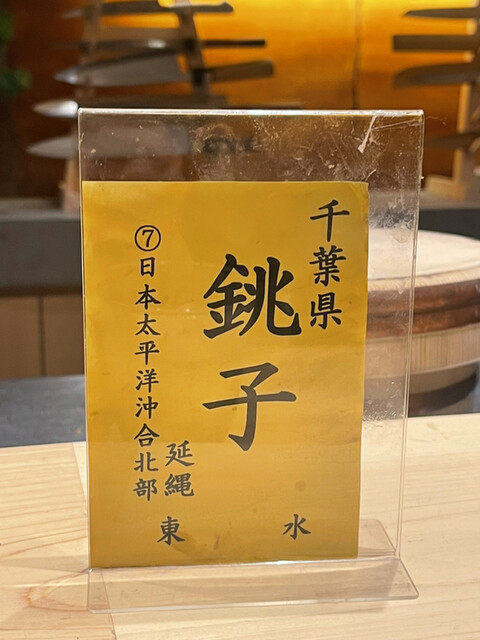 千葉県
銚子
⑦日本太平洋沖合北部
延縄
東水